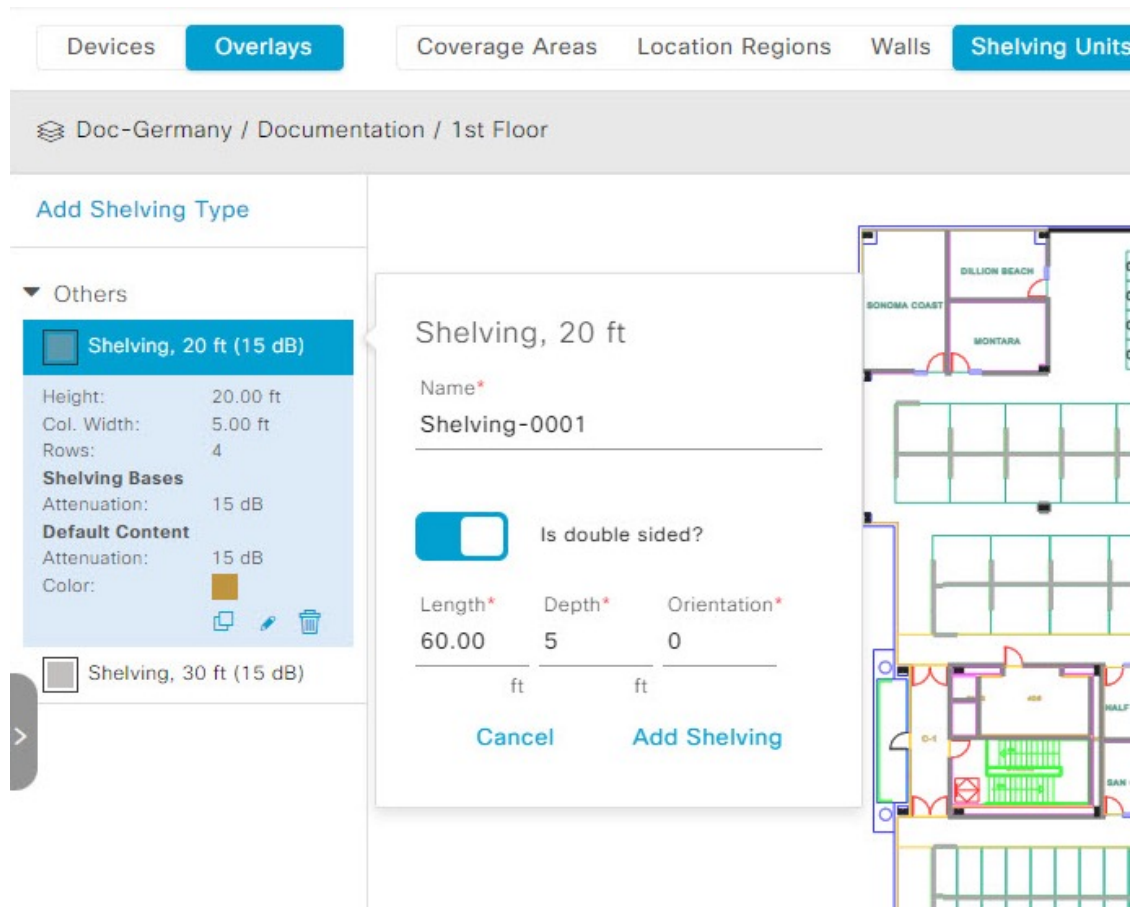 Devices Overlays Coverage Areas Location Regions Walls Shelving Units
Doc-Germany / Documentation / 1st Floor
Add Shelving Type
Others
Shelving, 20 ft (15 dB)
Height: 20.00 ft
Col. Width: 5.00 ft
Rows: 4
Shelving Bases
Attenuation: 15 dB
Default Content
Attenuation: 15 dB
Color:
Shelving, 30 ft (15 dB)
Shelving, 20 ft
Name*
Shelving-0001
Is double sided?
Length* Depth* Orientation*
60.00 5 0
ft ft
Cancel Add Shelving
DILLION BEACH
SONOMA COAST
MONTARA
HALF
C-1
SAN